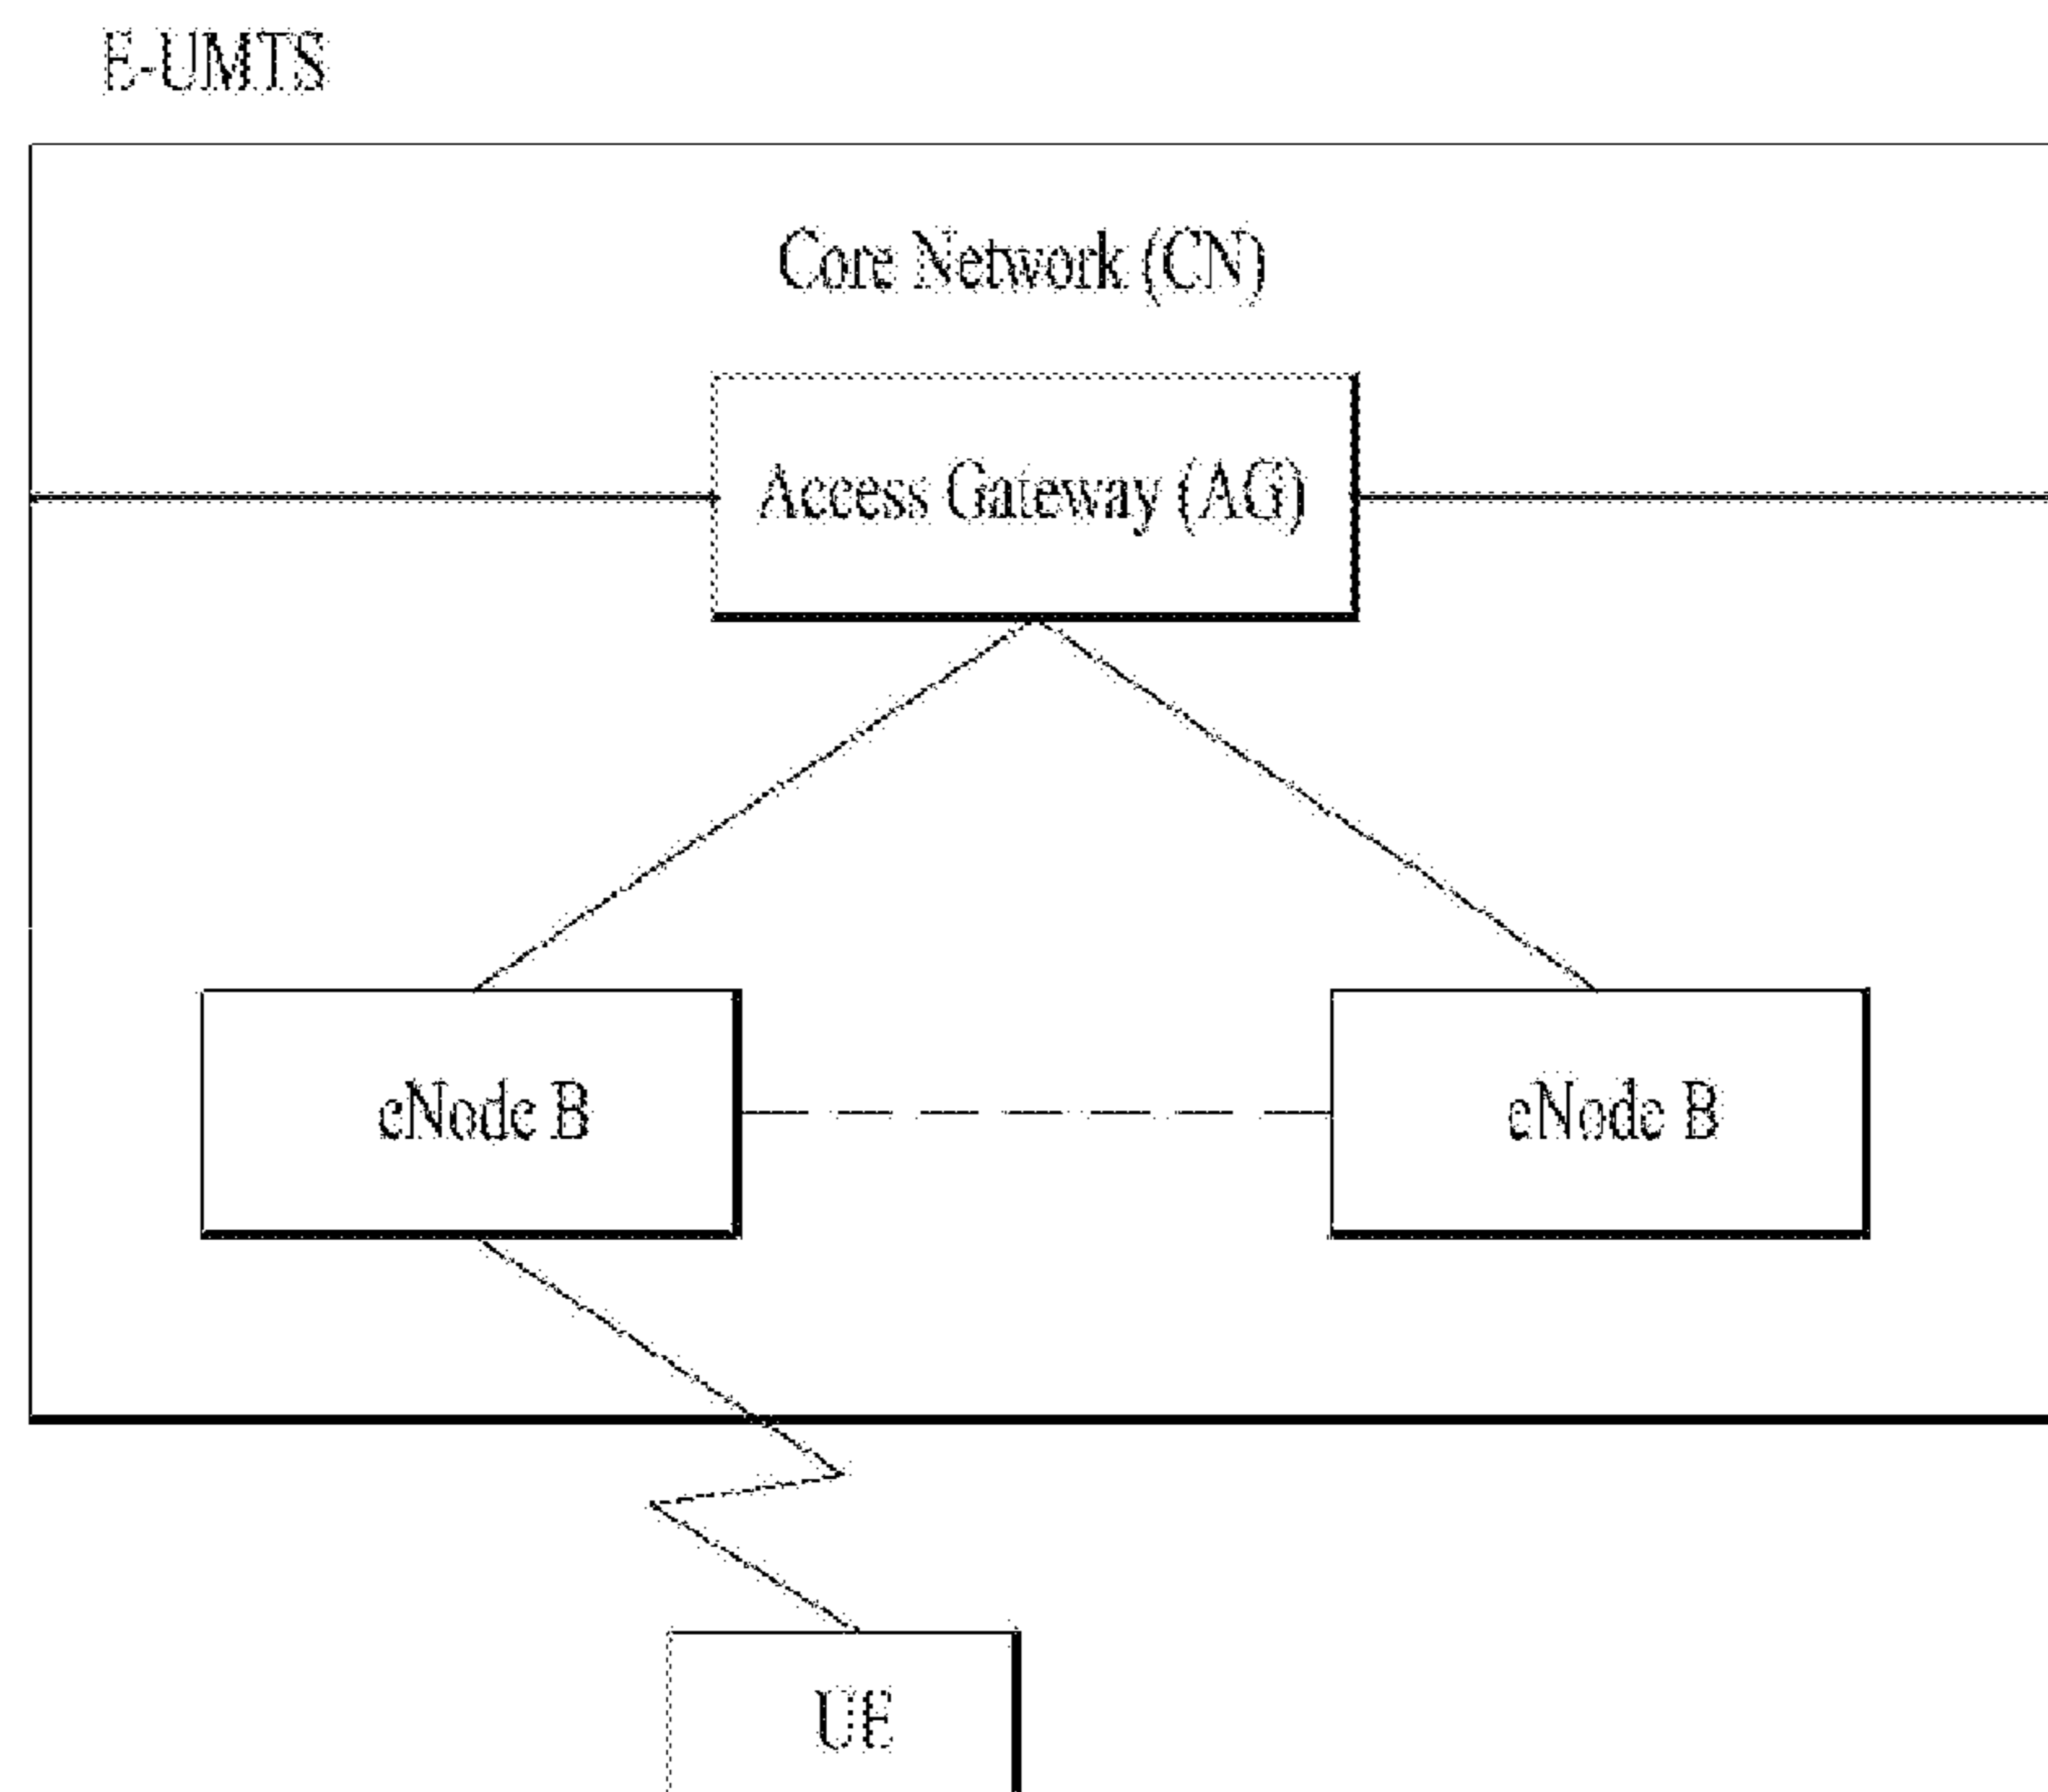 E-UMTS
Core Network (CN)
Access Gateway (AG)
eNode B
eNode B
UE